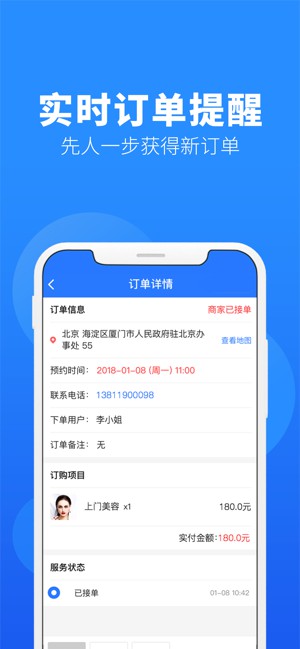 实时订单提醒
先人一步获得新订单
订单详情
订单信息 商家已接单
北京 海淀区厦门市人民政府驻北京办
事处 55
查看地图
预约时间： 2018-01-08 (周一) 11:00
联系电话： 13811900098
下单用户： 李小姐
订单备注： 无
订购项目
上门美容 x1 180.0元
实付金额:180.0元
服务状态
已接单 01-08 10:42